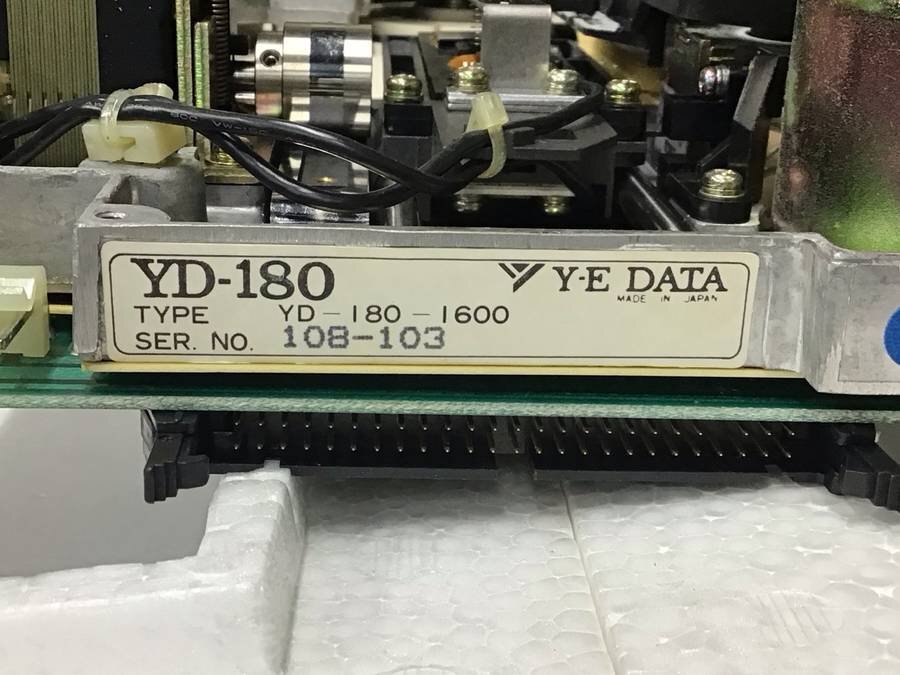 YD-180
Y-E DATA
MADE IN JAPAN
TYPE YD-180-1600
SER. NO. 108-103